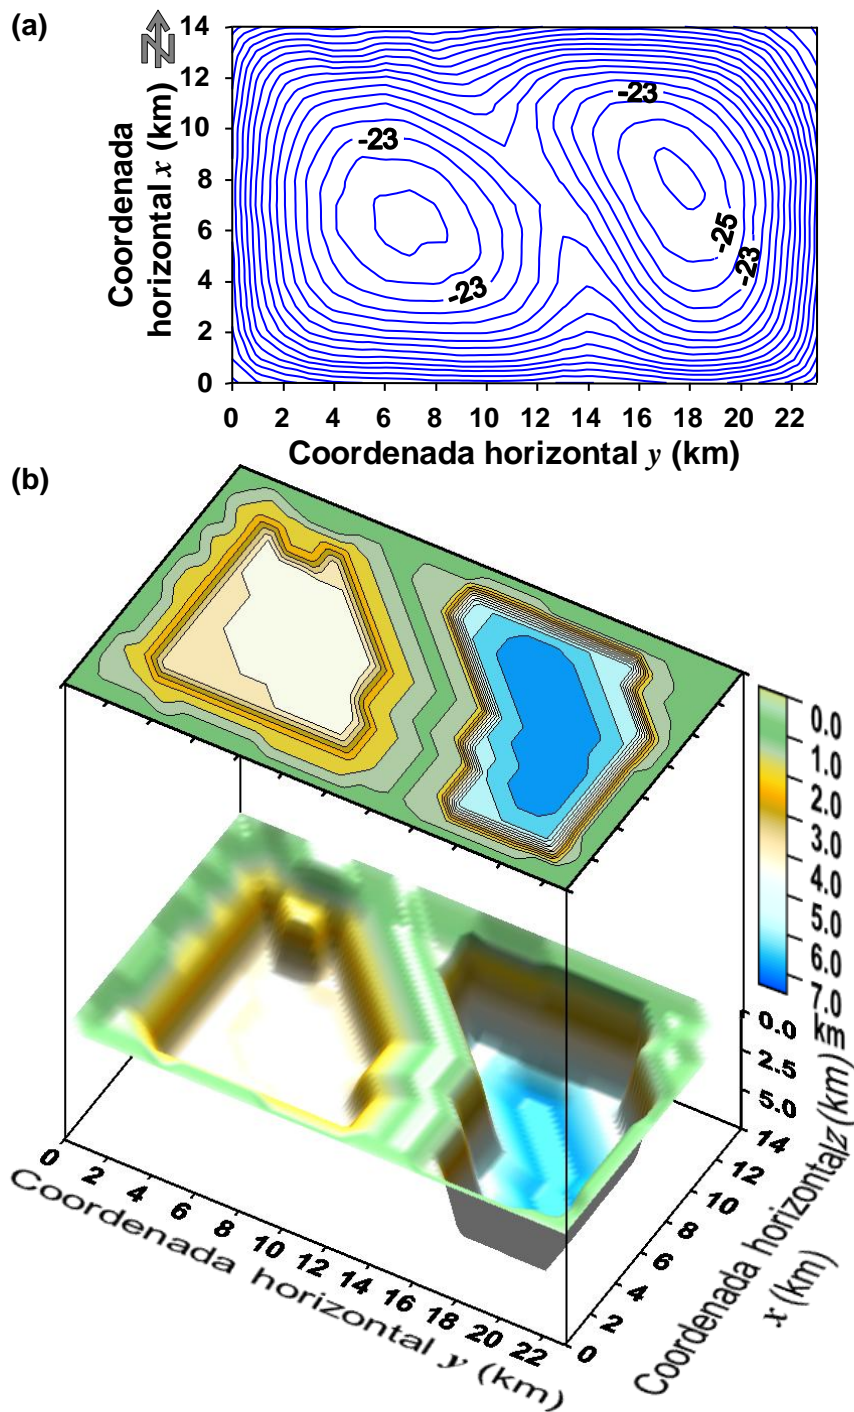 (a)
N
14
12
10
8
6
4
2
0
Coordenada
horizontal x (km)
-23
-23
-23
-25
-23
0 2 4 6 8 10 12 14 16 18 20 22
Coordenada horizontal y (km)
(b)
0.0
1.0
2.0
3.0
4.0
5.0
6.0
7.0
km
0.0
2.5
5.0
z (km)
14
12
10
8
6
4
2
0
Coordenada horizontal
x (km)
0 2 4 6 8 10 12 14 16 18 20 22
Coordenada horizontal y (km)